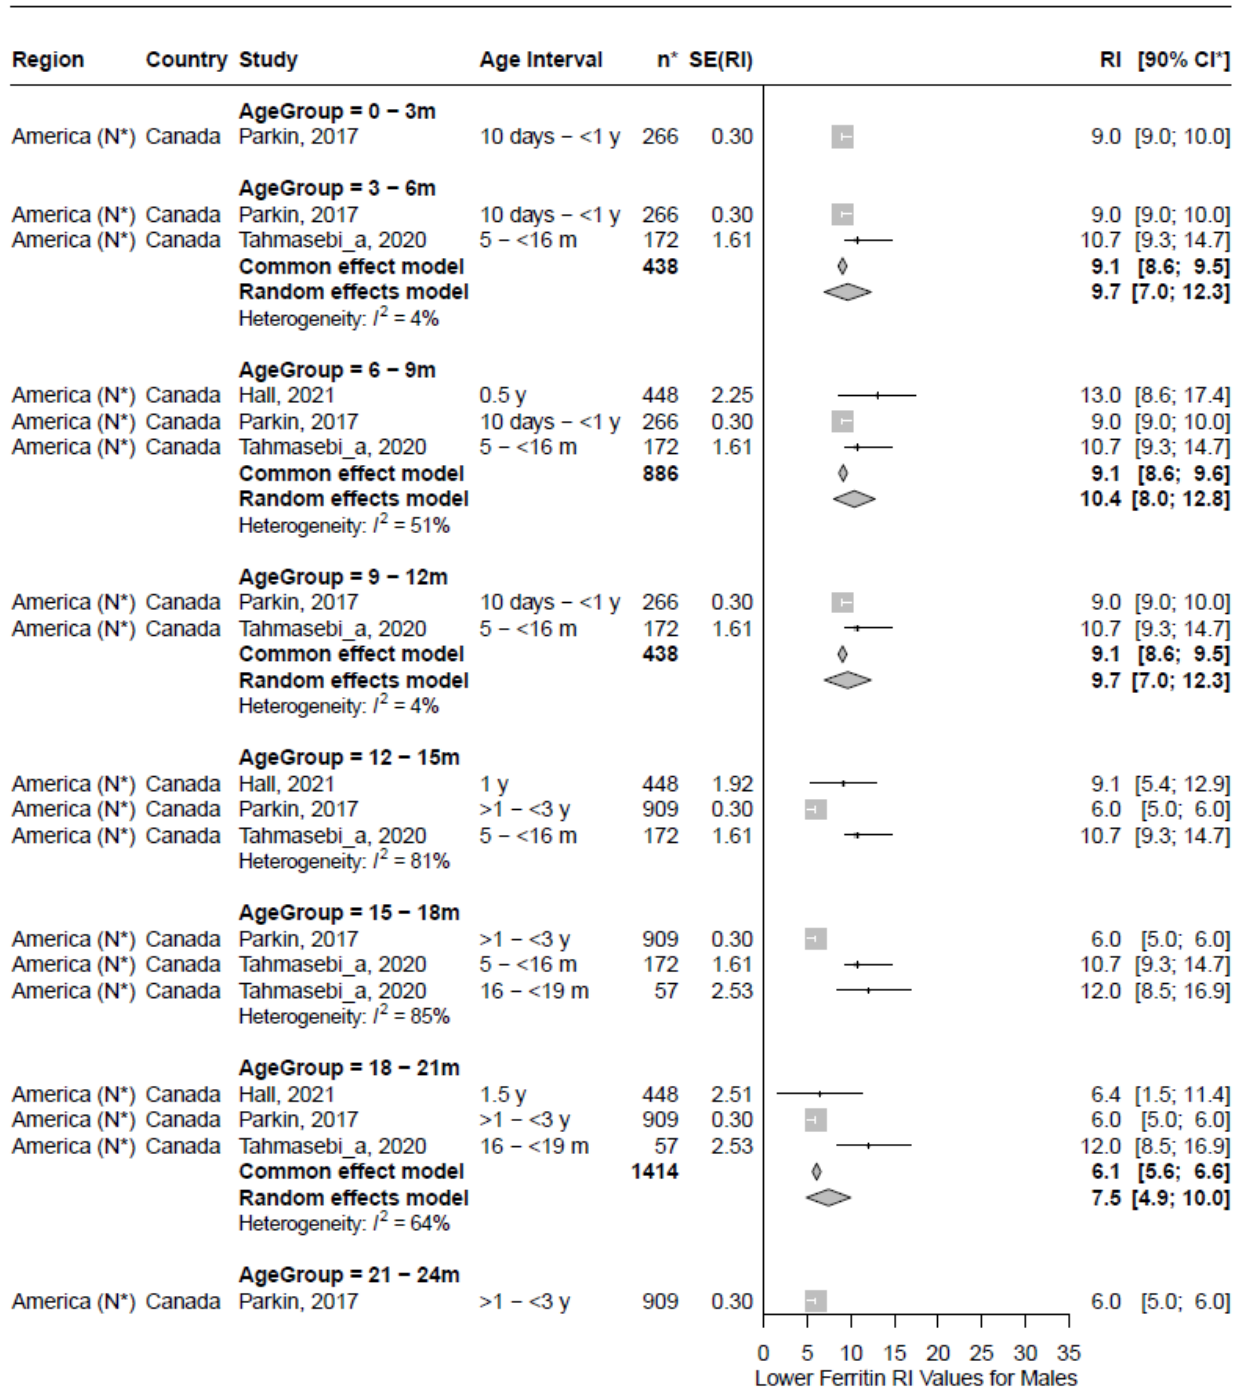 Region Country Study Age Interval n* SE(RI) RI [90% CI*]
AgeGroup = 0 − 3m
America (N*) Canada Parkin, 2017 10 days − <1 y 266 0.30 9.0 [9.0; 10.0]
AgeGroup = 3 − 6m
America (N*) Canada Parkin, 2017 10 days − <1 y 266 0.30 9.0 [9.0; 10.0]
America (N*) Canada Tahmasebi_a, 2020 5 − <16 m 172 1.61 10.7 [9.3; 14.7]
Common effect model 438 9.1 [8.6; 9.5]
Random effects model 9.7 [7.0; 12.3]
Heterogeneity: I² = 4%
AgeGroup = 6 − 9m
America (N*) Canada Hall, 2021 0.5 y 448 2.25 13.0 [8.6; 17.4]
America (N*) Canada Parkin, 2017 10 days − <1 y 266 0.30 9.0 [9.0; 10.0]
America (N*) Canada Tahmasebi_a, 2020 5 − <16 m 172 1.61 10.7 [9.3; 14.7]
Common effect model 886 9.1 [8.6; 9.6]
Random effects model 10.4 [8.0; 12.8]
Heterogeneity: I² = 51%
AgeGroup = 9 − 12m
America (N*) Canada Parkin, 2017 10 days − <1 y 266 0.30 9.0 [9.0; 10.0]
America (N*) Canada Tahmasebi_a, 2020 5 − <16 m 172 1.61 10.7 [9.3; 14.7]
Common effect model 438 9.1 [8.6; 9.5]
Random effects model 9.7 [7.0; 12.3]
Heterogeneity: I² = 4%
AgeGroup = 12 − 15m
America (N*) Canada Hall, 2021 1 y 448 1.92 9.1 [5.4; 12.9]
America (N*) Canada Parkin, 2017 >1 − <3 y 909 0.30 6.0 [5.0; 6.0]
America (N*) Canada Tahmasebi_a, 2020 5 − <16 m 172 1.61 10.7 [9.3; 14.7]
Heterogeneity: I² = 81%
AgeGroup = 15 − 18m
America (N*) Canada Parkin, 2017 >1 − <3 y 909 0.30 6.0 [5.0; 6.0]
America (N*) Canada Tahmasebi_a, 2020 5 − <16 m 172 1.61 10.7 [9.3; 14.7]
America (N*) Canada Tahmasebi_a, 2020 16 − <19 m 57 2.53 12.0 [8.5; 16.9]
Heterogeneity: I² = 85%
AgeGroup = 18 − 21m
America (N*) Canada Hall, 2021 1.5 y 448 2.51 6.4 [1.5; 11.4]
America (N*) Canada Parkin, 2017 >1 − <3 y 909 0.30 6.0 [5.0; 6.0]
America (N*) Canada Tahmasebi_a, 2020 16 − <19 m 57 2.53 12.0 [8.5; 16.9]
Common effect model 1414 6.1 [5.6; 6.6]
Random effects model 7.5 [4.9; 10.0]
Heterogeneity: I² = 64%
AgeGroup = 21 − 24m
America (N*) Canada Parkin, 2017 >1 − <3 y 909 0.30 6.0 [5.0; 6.0]
0 5 10 15 20 25 30 35
Lower Ferritin RI Values for Males